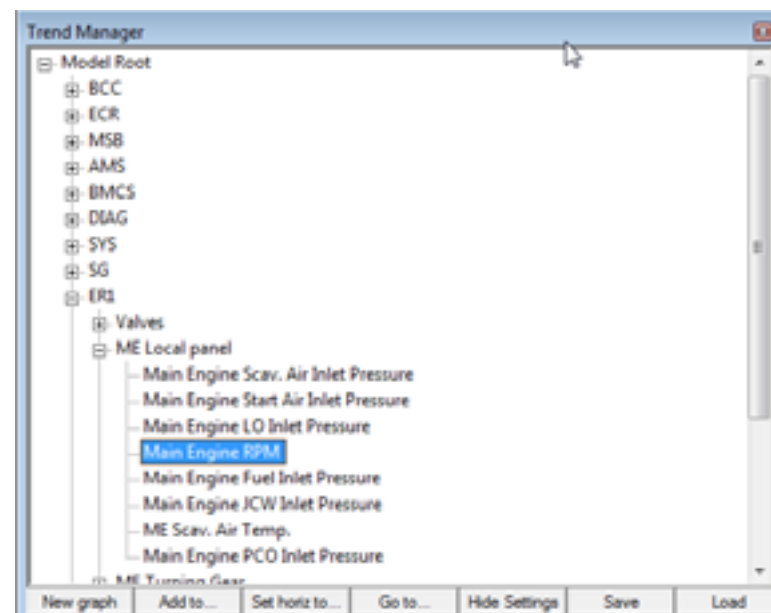 Trend Manager
Model Root
BCC
ECR
MSB
AMS
BMCS
DIAG
SYS
SG
ER1
Valves
ME Local panel
Main Engine Scav. Air Inlet Pressure
Main Engine Start Air Inlet Pressure
Main Engine LO Inlet Pressure
Main Engine RPM
Main Engine Fuel Inlet Pressure
Main Engine JCW Inlet Pressure
ME Scav. Air Temp.
Main Engine PCO Inlet Pressure
ME Turning Gear
New graph Add to... Set horiz to... Go to... Hide Settings Save Load